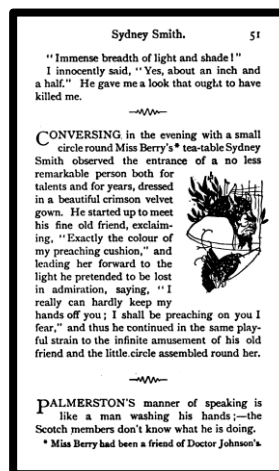 Sydney Smith. 51
"Immense breadth of light and shade!"
I innocently said, "Yes, about an inch and
a half." He gave me a look that ought to have
killed me.
CONVERSING in the evening with a small
circle round Miss Berry's* tea-table Sydney
Smith observed the entrance of a no less
remarkable person both for
talents and for years, dressed
in a beautiful crimson velvet
gown. He started up to meet
his fine old friend, exclaim-
ing, "Exactly the colour of
my preaching cushion," and
leading her forward to the
light he pretended to be lost
in admiration, saying, "I
really can hardly keep my
hands off you; I shall be preaching on you I
fear," and thus he continued in the same play-
ful strain to the infinite amusement of his old
friend and the little circle assembled round her.
PALMERSTON'S manner of speaking is
like a man washing his hands;—the
Scotch members don't know what he is doing.
* Miss Berry had been a friend of Doctor Johnson's.